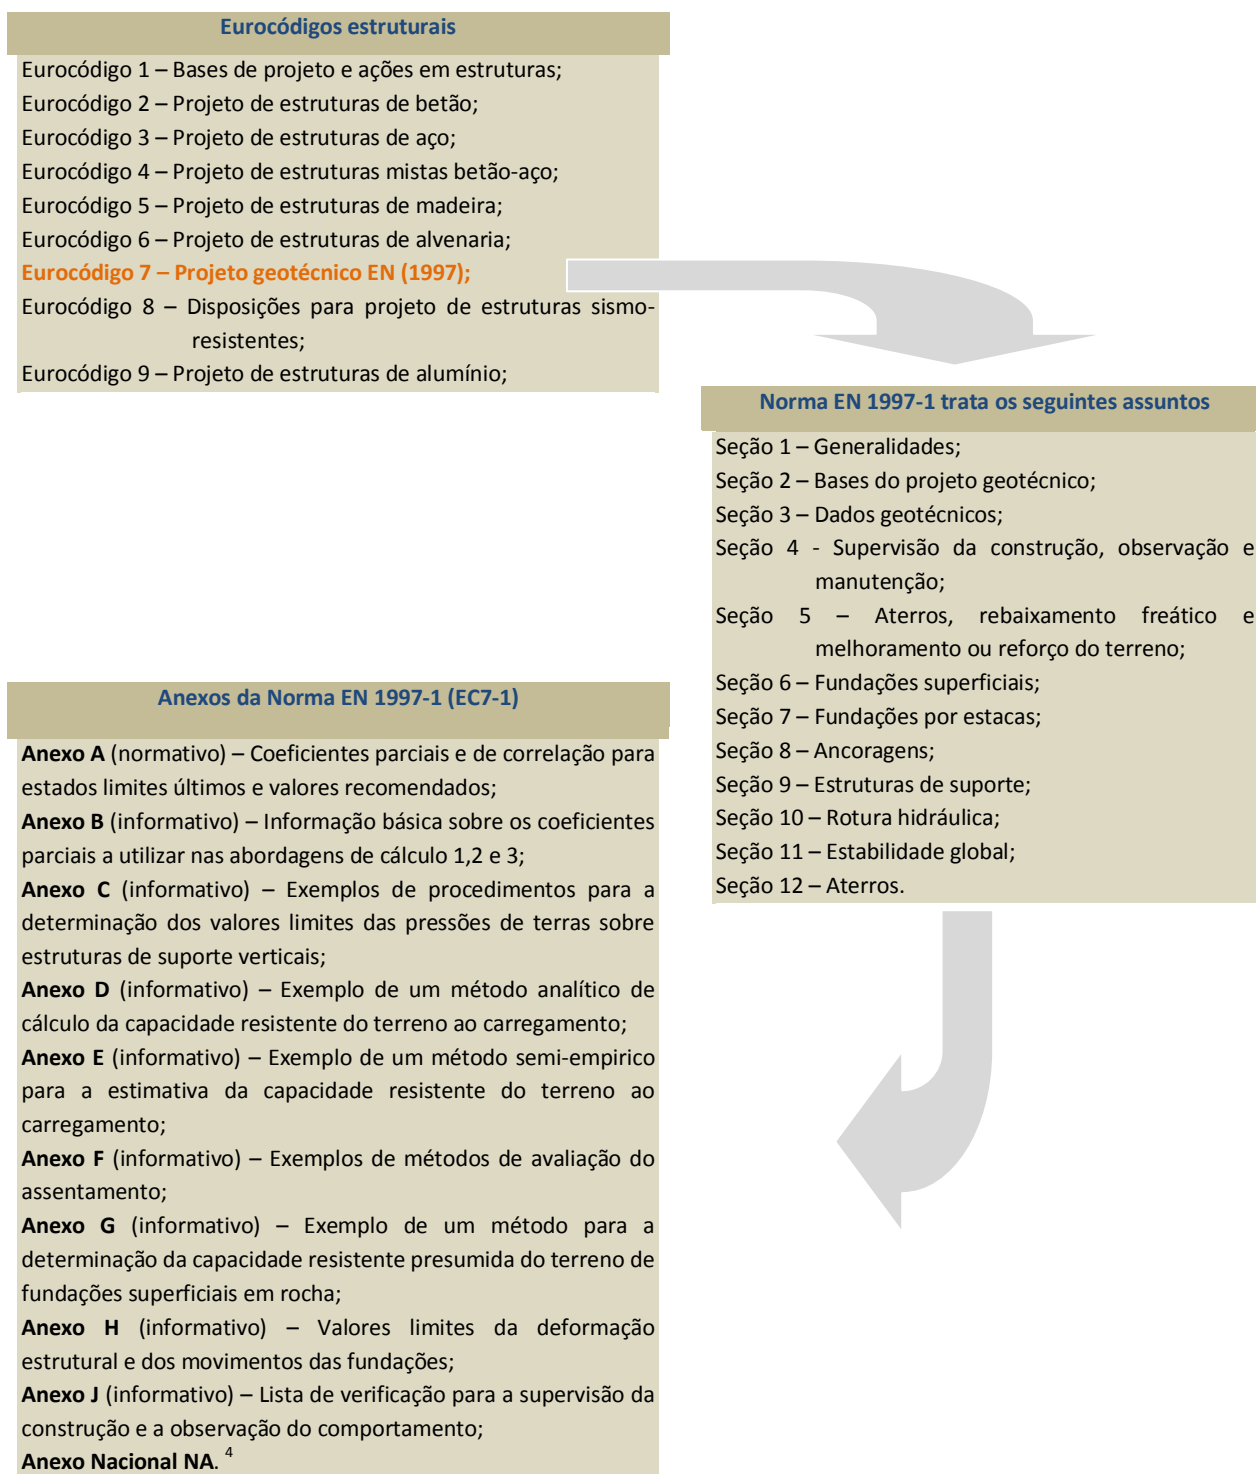 Eurocódigos estruturais
Eurocódigo 1 – Bases de projeto e ações em estruturas;
Eurocódigo 2 – Projeto de estruturas de betão;
Eurocódigo 3 – Projeto de estruturas de aço;
Eurocódigo 4 – Projeto de estruturas mistas betão-aço;
Eurocódigo 5 – Projeto de estruturas de madeira;
Eurocódigo 6 – Projeto de estruturas de alvenaria;
Eurocódigo 7 – Projeto geotécnico EN (1997);
Eurocódigo 8 – Disposições para projeto de estruturas sismo-
resistentes;
Eurocódigo 9 – Projeto de estruturas de alumínio;
Norma EN 1997-1 trata os seguintes assuntos
Seção 1 – Generalidades;
Seção 2 – Bases do projeto geotécnico;
Seção 3 – Dados geotécnicos;
Seção 4 - Supervisão da construção, observação e
manutenção;
Seção 5 – Aterros, rebaixamento freático e
melhoramento ou reforço do terreno;
Seção 6 – Fundações superficiais;
Seção 7 – Fundações por estacas;
Seção 8 – Ancoragens;
Seção 9 – Estruturas de suporte;
Seção 10 – Rotura hidráulica;
Seção 11 – Estabilidade global;
Seção 12 – Aterros.
Anexos da Norma EN 1997-1 (EC7-1)
Anexo A (normativo) – Coeficientes parciais e de correlação para
estados limites últimos e valores recomendados;
Anexo B (informativo) – Informação básica sobre os coeficientes
parciais a utilizar nas abordagens de cálculo 1,2 e 3;
Anexo C (informativo) – Exemplos de procedimentos para a
determinação dos valores limites das pressões de terras sobre
estruturas de suporte verticais;
Anexo D (informativo) – Exemplo de um método analítico de
cálculo da capacidade resistente do terreno ao carregamento;
Anexo E (informativo) – Exemplo de um método semi-empirico
para a estimativa da capacidade resistente do terreno ao
carregamento;
Anexo F (informativo) – Exemplos de métodos de avaliação do
assentamento;
Anexo G (informativo) – Exemplo de um método para a
determinação da capacidade resistente presumida do terreno de
fundações superficiais em rocha;
Anexo H (informativo) – Valores limites da deformação
estrutural e dos movimentos das fundações;
Anexo J (informativo) – Lista de verificação para a supervisão da
construção e a observação do comportamento;
Anexo Nacional NA. 4